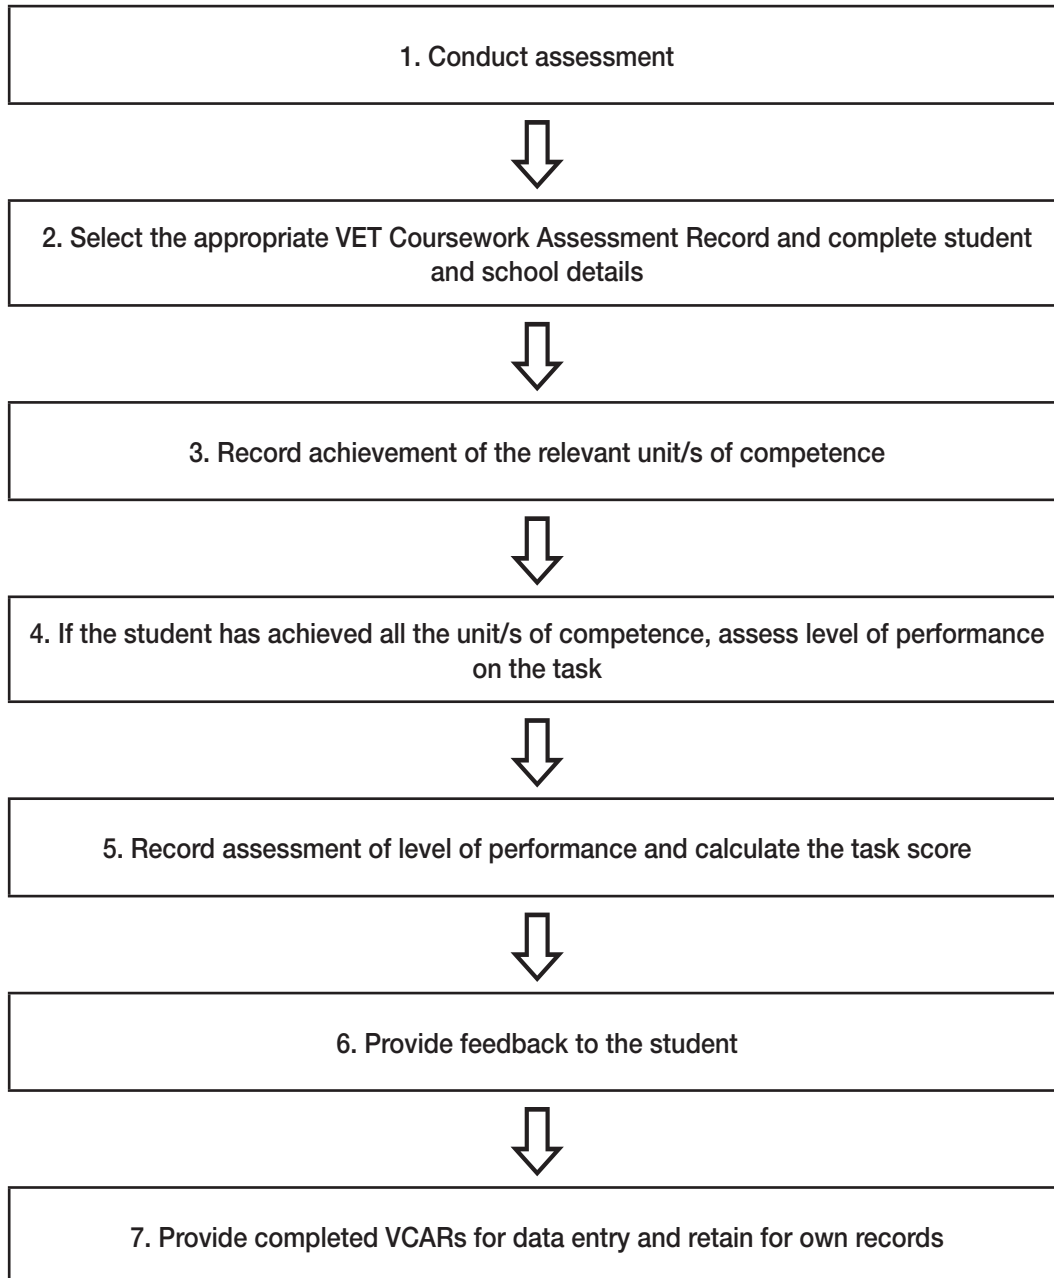 1. Conduct assessment
2. Select the appropriate VET Coursework Assessment Record and complete student
and school details
3. Record achievement of the relevant unit/s of competence
4. If the student has achieved all the unit/s of competence, assess level of performance
on the task
5. Record assessment of level of performance and calculate the task score
6. Provide feedback to the student
7. Provide completed VCARs for data entry and retain for own records